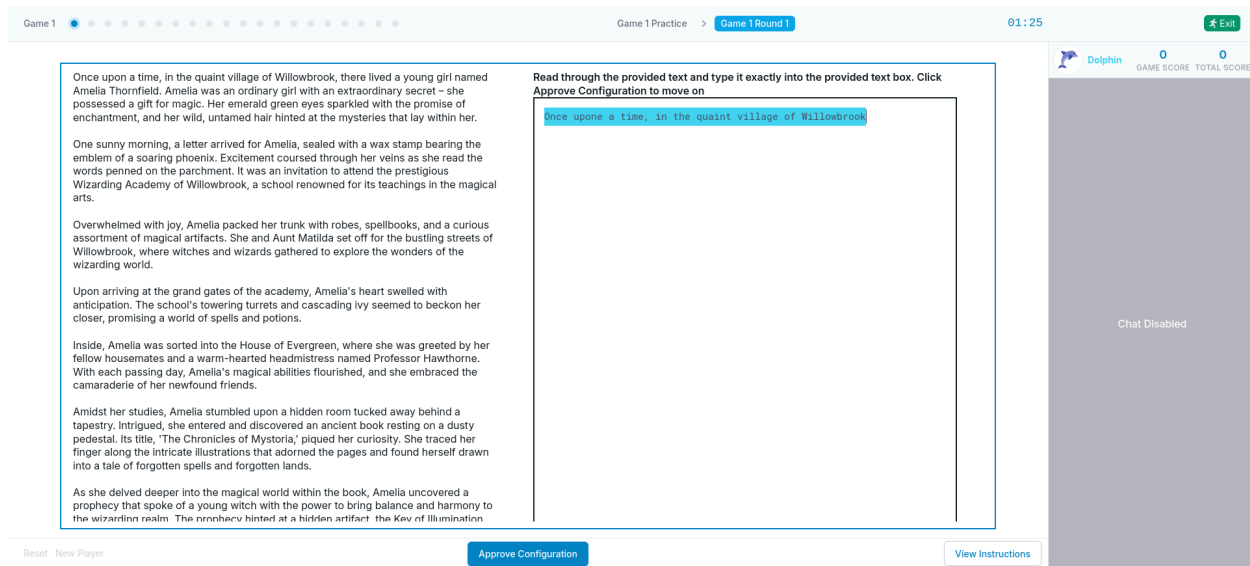 Game 1
Game 1 Practice > Game 1 Round 1
01:25
Exit
Dolphin
0
GAME SCORE
0
TOTAL SCORE
Once upon a time, in the quaint village of Willowbrook, there lived a young girl named
Amelia Thornfield. Amelia was an ordinary girl with an extraordinary secret – she
possessed a gift for magic. Her emerald green eyes sparkled with the promise of
enchantment, and her wild, untamed hair hinted at the mysteries that lay within her.
One sunny morning, a letter arrived for Amelia, sealed with a wax stamp bearing the
emblem of a soaring phoenix. Excitement coursed through her veins as she read the
words penned on the parchment. It was an invitation to attend the prestigious
Wizarding Academy of Willowbrook, a school renowned for its teachings in the magical
arts.
Overwhelmed with joy, Amelia packed her trunk with robes, spellbooks, and a curious
assortment of magical artifacts. She and Aunt Matilda set off for the bustling streets of
Willowbrook, where witches and wizards gathered to explore the wonders of the
wizarding world.
Upon arriving at the grand gates of the academy, Amelia's heart swelled with
anticipation. The school's towering turrets and cascading ivy seemed to beckon her
closer, promising a world of spells and potions.
Inside, Amelia was sorted into the House of Evergreen, where she was greeted by her
fellow housemates and a warm-hearted headmistress named Professor Hawthorne.
With each passing day, Amelia's magical abilities flourished, and she embraced the
camaraderie of her newfound friends.
Amidst her studies, Amelia stumbled upon a hidden room tucked away behind a
tapestry. Intrigued, she entered and discovered an ancient book resting on a dusty
pedestal. Its title, 'The Chronicles of Mystoria,' piqued her curiosity. She traced her
finger along the intricate illustrations that adorned the pages and found herself drawn
into a tale of forgotten spells and forgotten lands.
As she delved deeper into the magical world within the book, Amelia uncovered a
prophecy that spoke of a young witch with the power to bring balance and harmony to
the wizarding realm. The prophecy hinted at a hidden artifact, the Key of Illumination
Read through the provided text and type it exactly into the provided text box. Click
Approve Configuration to move on
Once upone a time, in the quaint village of Willowbrook
Chat Disabled
Reset New Player
Approve Configuration
View Instructions